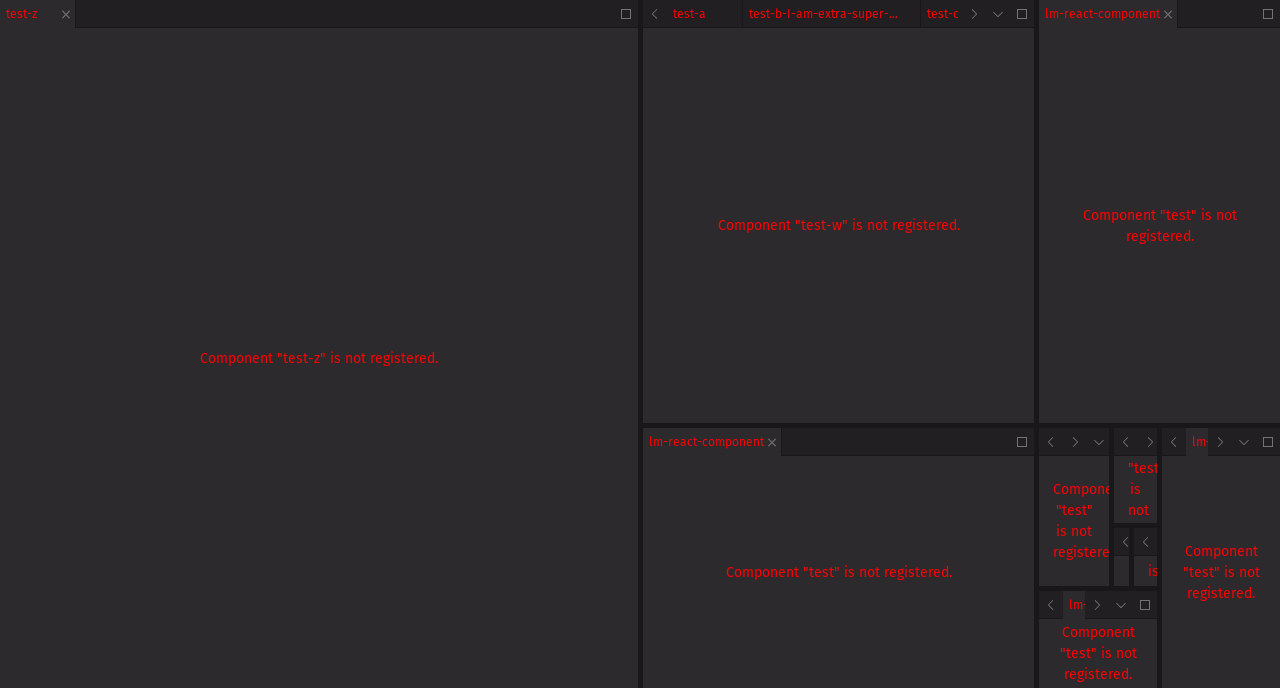 test-z
test-a
test-b-I-am-extra-super-...
test-c
lm-react-component
Component "test-z" is not registered.
Component "test-w" is not registered.
Component "test" is not
registered.
lm-react-component
Component "test" is not registered.
"test"
is not
"test
is
not
is
lm-
Component
"test" is not
registered.
lm-
Component
"test" is not
registered.